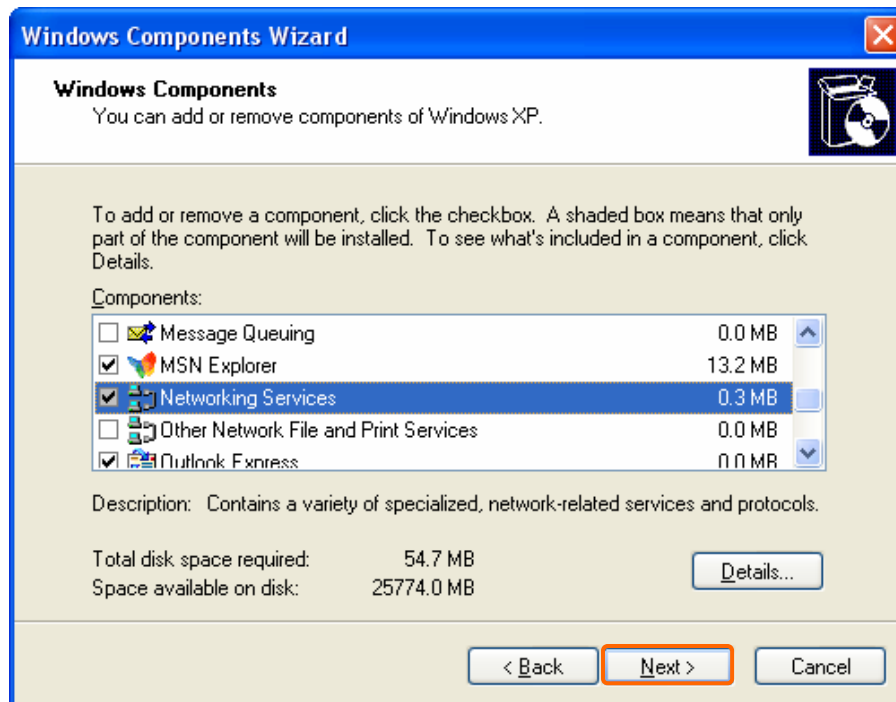 Windows Components Wizard
Windows Components
You can add or remove components of Windows XP.
To add or remove a component, click the checkbox. A shaded box means that only
part of the component will be installed. To see what's included in a component, click
Details.
Components:
Message Queuing 0.0 MB
MSN Explorer 13.2 MB
Networking Services 0.3 MB
Other Network File and Print Services 0.0 MB
Outlook Express 0.0 MB
Description: Contains a variety of specialized, network-related services and protocols.
Total disk space required: 54.7 MB
Space available on disk: 25774.0 MB
Details...
< Back Next > Cancel